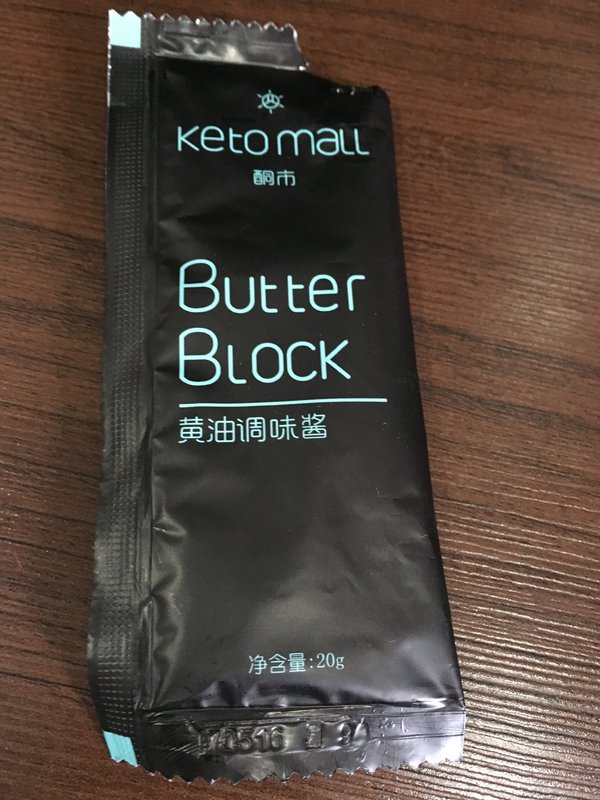 Keto mall
酮市
Butter
Block
黄油调味酱
净含量:20g